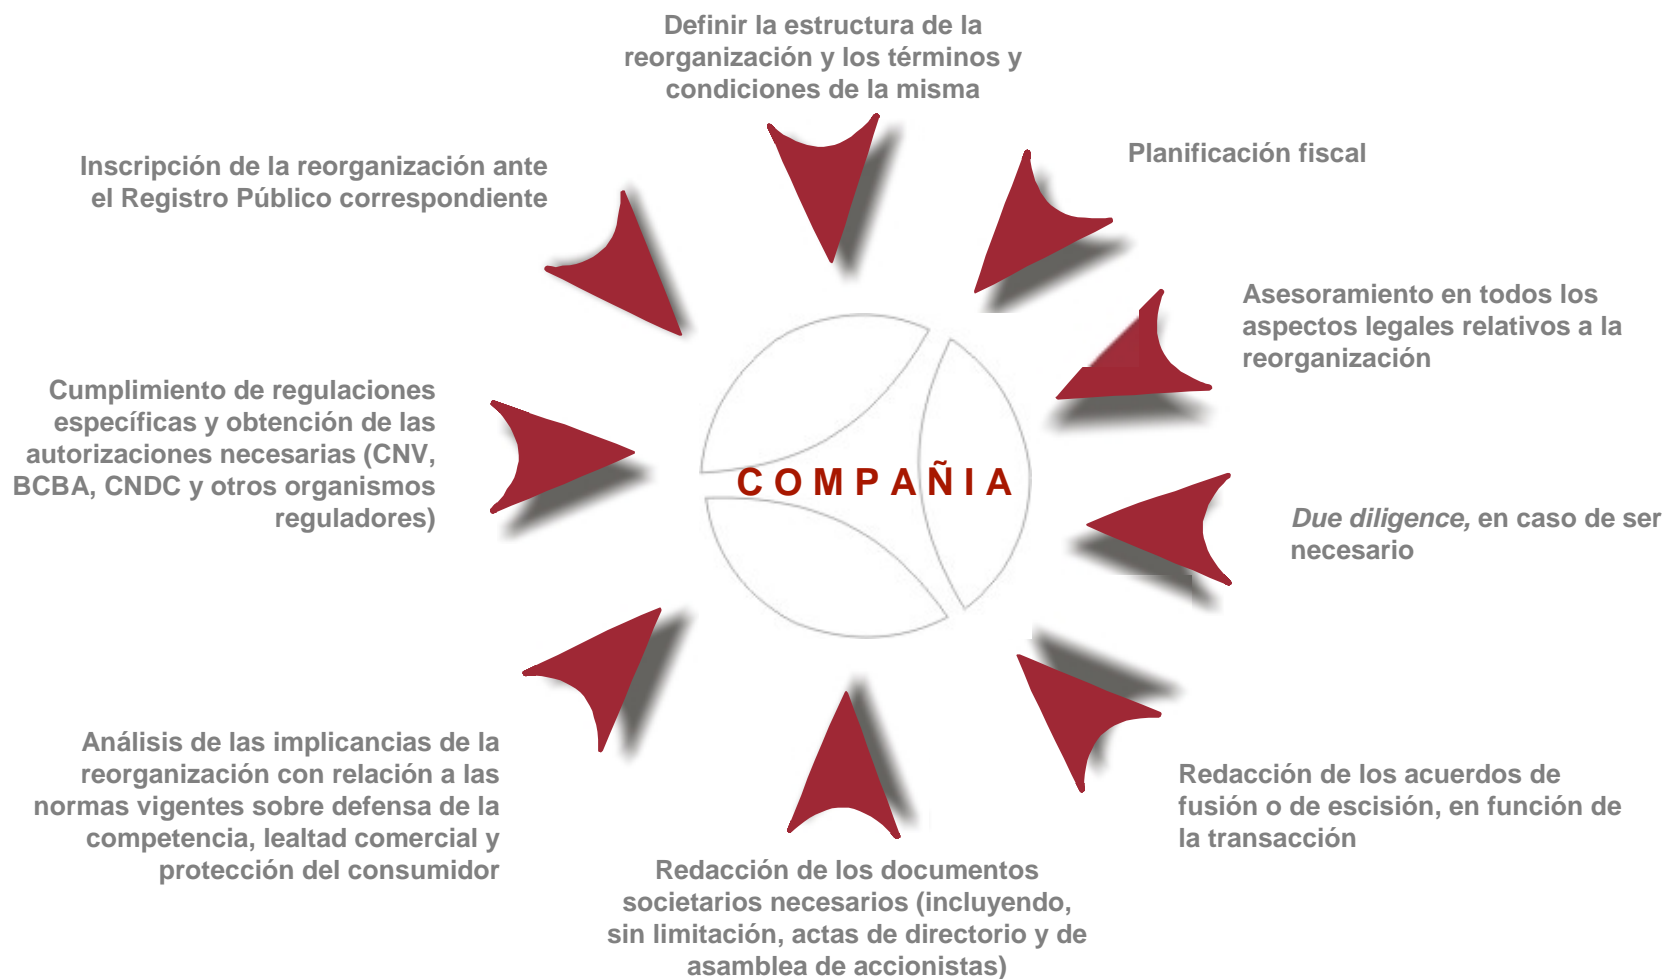 Definir la estructura de la
reorganización y los términos y
condiciones de la misma
Planificación fiscal
Asesoramiento en todos los
aspectos legales relativos a la
reorganización
Due diligence, en caso de ser
necesario
Redacción de los acuerdos de
fusión o de escisión, en función de
la transacción
Redacción de los documentos
societarios necesarios (incluyendo,
sin limitación, actas de directorio y de
asamblea de accionistas)
Análisis de las implicancias de la
reorganización con relación a las
normas vigentes sobre defensa de la
competencia, lealtad comercial y
protección del consumidor
Cumplimiento de regulaciones
específicas y obtención de las
autorizaciones necesarias (CNV,
BCBA, CNDC y otros organismos
reguladores)
Inscripción de la reorganización ante
el Registro Público correspondiente
COMPAÑIA